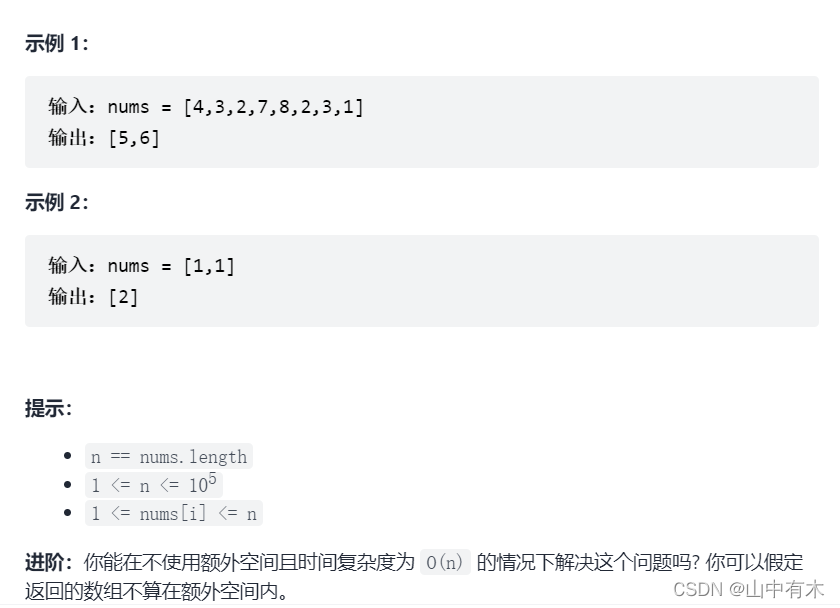 示例 1：
输入：nums = [4,3,2,7,8,2,3,1]
输出：[5,6]
示例 2：
输入：nums = [1,1]
输出：[2]
提示：
n == nums.length
1 <= n <= 10⁵
1 <= nums[i] <= n
进阶：你能在不使用额外空间且时间复杂度为 O(n) 的情况下解决这个问题吗? 你可以假定
返回的数组不算在额外空间内。
CSDN @山中有木